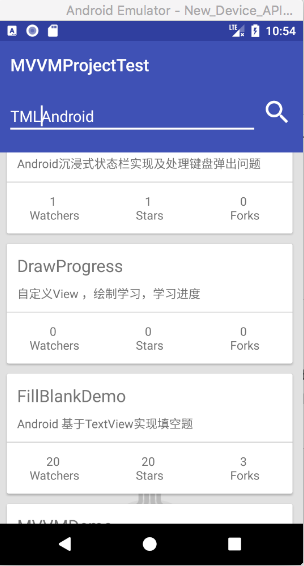 Android Emulator - New_Device_API...
LTE 10:54
MVVMProjectTest
TMLAndroid
Android沉浸式状态栏实现及处理键盘弹出问题
1 1 0
Watchers Stars Forks
DrawProgress
自定义View ，绘制学习，学习进度
0 0 0
Watchers Stars Forks
FillBlankDemo
Android 基于TextView实现填空题
20 20 3
Watchers Stars Forks
MVVMDemo